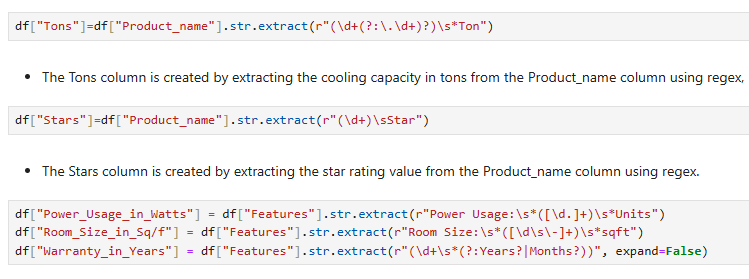 df["Tons"]=df["Product_name"].str.extract(r"(\d+(?:\.\d+)?)\s*Ton")
• The Tons column is created by extracting the cooling capacity in tons from the Product_name column using regex,
df["Stars"]=df["Product_name"].str.extract(r"(\d+)\sStar")
• The Stars column is created by extracting the star rating value from the Product_name column using regex.
df["Power_Usage_in_Watts"] = df["Features"].str.extract(r"Power Usage:\s*([\d.]+)\s*Units")
df["Room_Size_in_Sq/f"] = df["Features"].str.extract(r"Room Size:\s*([\d\s\-]+)\s*sqft")
df["Warranty_in_Years"] = df["Features"].str.extract(r"(\d+\s*(?:Years?|Months?))", expand=False)